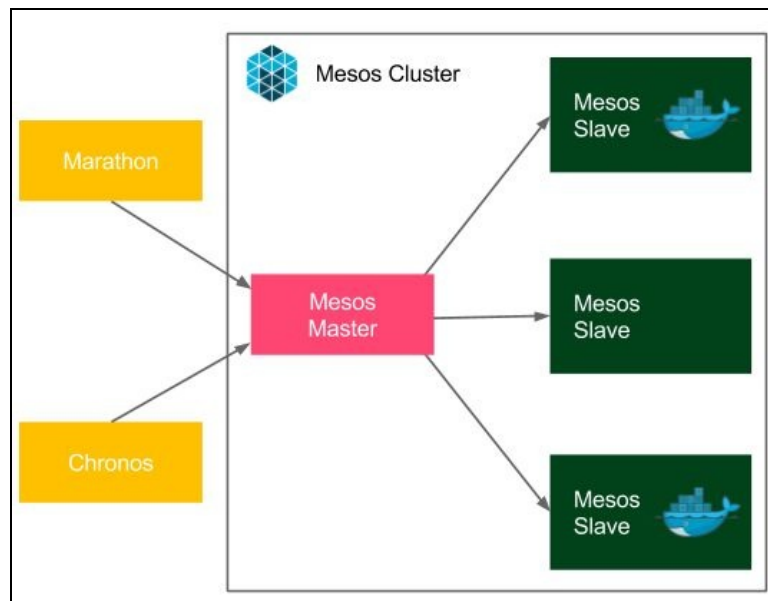 Mesos Cluster
Marathon
Chronos
Mesos
Master
Mesos
Slave
Mesos
Slave
Mesos
Slave